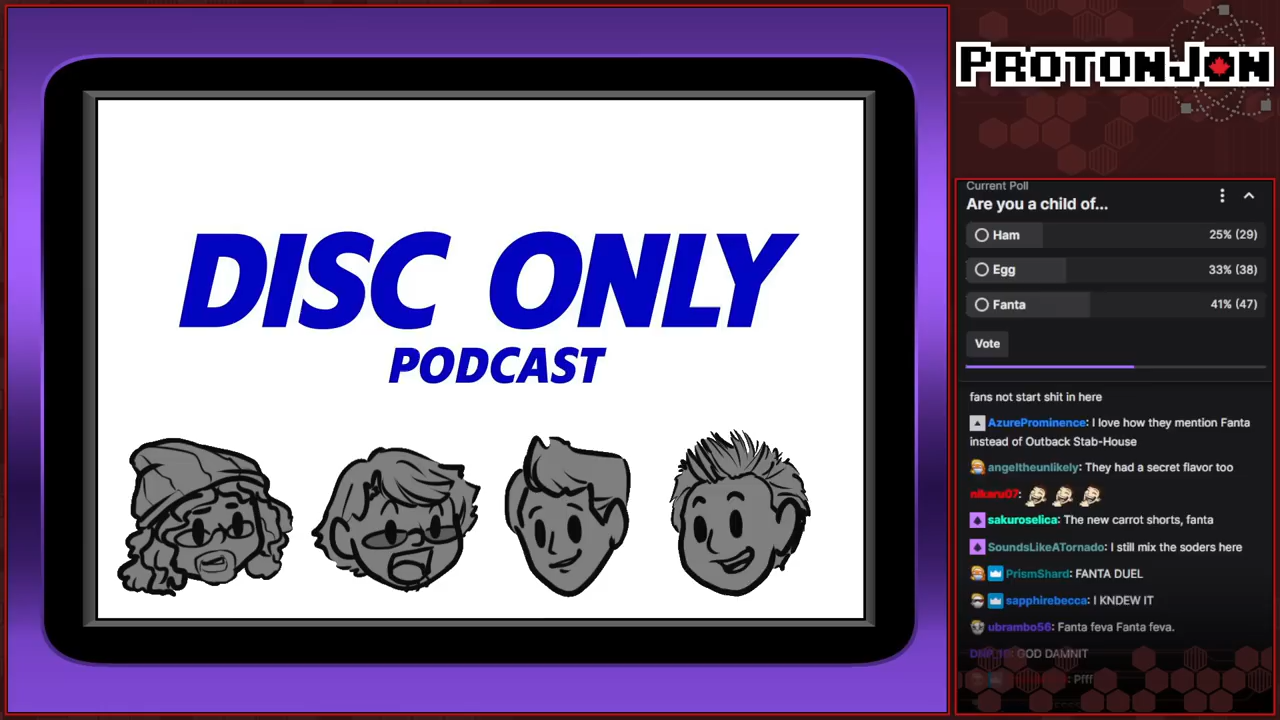 DISC ONLY
PODCAST
PROTONJON
Current Poll
Are you a child of...
Ham 25% (29)
Egg 33% (38)
Fanta 41% (47)
Vote
fans not start shit in here
AzureProminence: I love how they mention Fanta
instead of Outback Stab-House
angeltheunlikely: They had a secret flavor too
nikaru07:
sakuroselica: The new carrot shorts, fanta
SoundsLikeATornado: I still mix the soders here
PrismShard: FANTA DUEL
sapphirebecca: I KNDEW IT
ubrambo56: Fanta feva Fanta feva.
GOD DAMNIT
Pfff